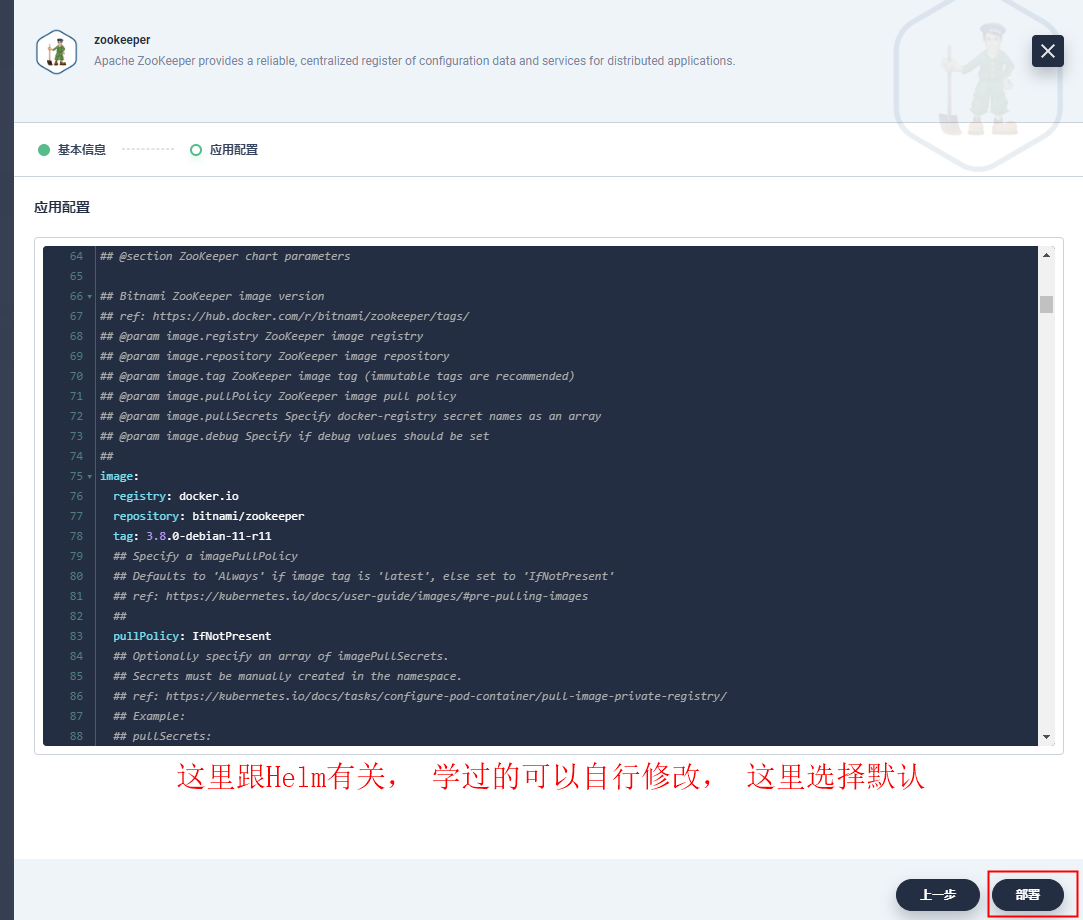 zookeeper
Apache ZooKeeper provides a reliable, centralized register of configuration data and services for distributed applications.
基本信息
应用配置
应用配置
64 ## @section ZooKeeper chart parameters
65
66 ## Bitnami ZooKeeper image version
67 ## ref: https://hub.docker.com/r/bitnami/zookeeper/tags/
68 ## @param image.registry ZooKeeper image registry
69 ## @param image.repository ZooKeeper image repository
70 ## @param image.tag ZooKeeper image tag (immutable tags are recommended)
71 ## @param image.pullPolicy ZooKeeper image pull policy
72 ## @param image.pullSecrets Specify docker-registry secret names as an array
73 ## @param image.debug Specify if debug values should be set
74 ##
75 image:
76 registry: docker.io
77 repository: bitnami/zookeeper
78 tag: 3.8.0-debian-11-r11
79 ## Specify a imagePullPolicy
80 ## Defaults to 'Always' if image tag is 'latest', else set to 'IfNotPresent'
81 ## ref: https://kubernetes.io/docs/user-guide/images/#pre-pulling-images
82 ##
83 pullPolicy: IfNotPresent
84 ## Optionally specify an array of imagePullSecrets.
85 ## Secrets must be manually created in the namespace.
86 ## ref: https://kubernetes.io/docs/tasks/configure-pod-container/pull-image-private-registry/
87 ## Example:
88 ## pullSecrets:
这里跟Helm有关， 学过的可以自行修改， 这里选择默认
上一步
部署